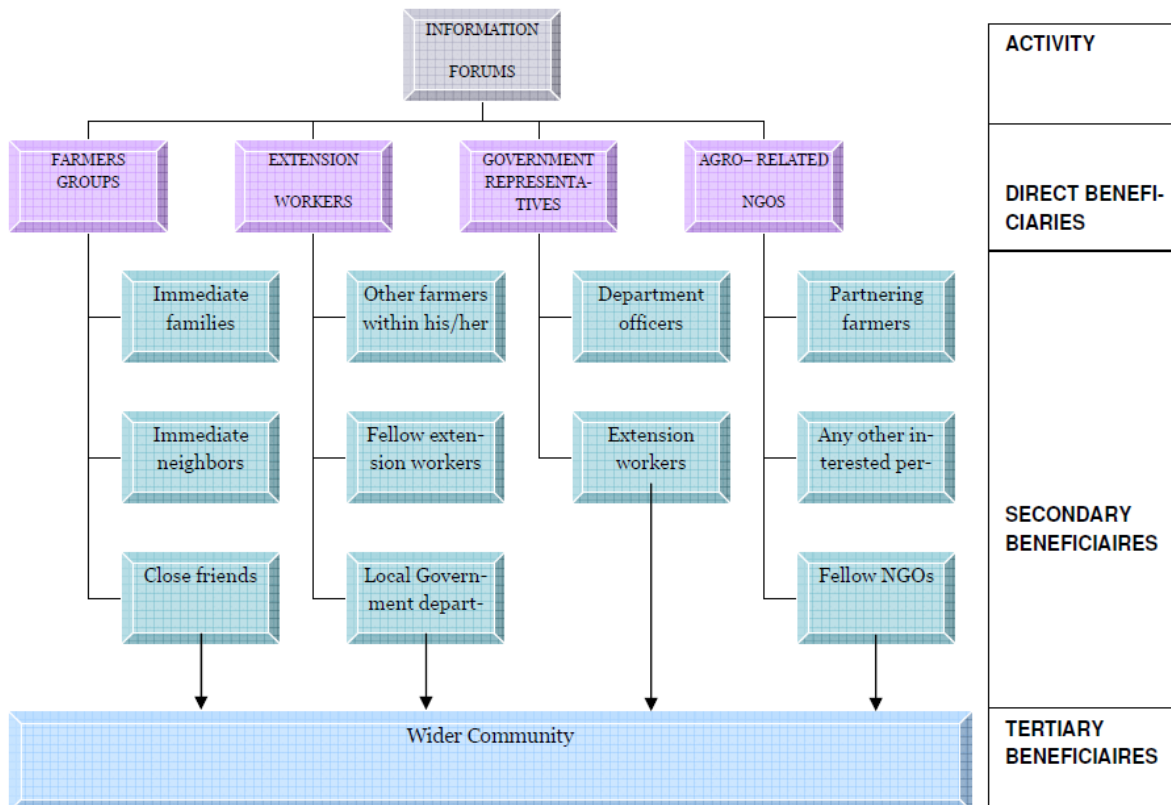 INFORMATION
FORUMS
ACTIVITY
FARMERS
GROUPS
EXTENSION
WORKERS
GOVERNMENT
REPRESENTA-
TIVES
AGRO– RELATED
NGOS
DIRECT BENEFI-
CIARIES
Immediate
families
Other farmers
within his/her
Department
officers
Partnering
farmers
Immediate
neighbors
Fellow exten-
sion workers
Extension
workers
Any other in-
terested per-
SECONDARY
BENEFICIAIRES
Close friends
Local Govern-
ment depart-
Fellow NGOs
Wider Community
TERTIARY
BENEFICIAIRES